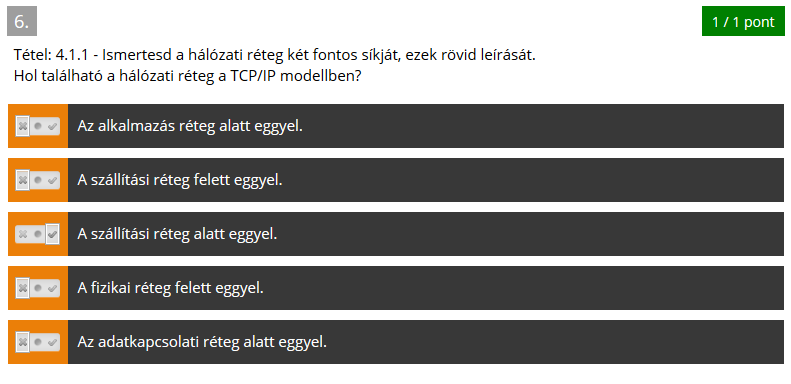 6.
1 / 1 pont
Tétel: 4.1.1 - Ismertesd a hálózati réteg két fontos síkját, ezek rövid leírását.
Hol található a hálózati réteg a TCP/IP modellben?
Az alkalmazás réteg alatt eggyel.
A szállítási réteg felett eggyel.
A szállítási réteg alatt eggyel.
A fizikai réteg felett eggyel.
Az adatkapcsolati réteg alatt eggyel.